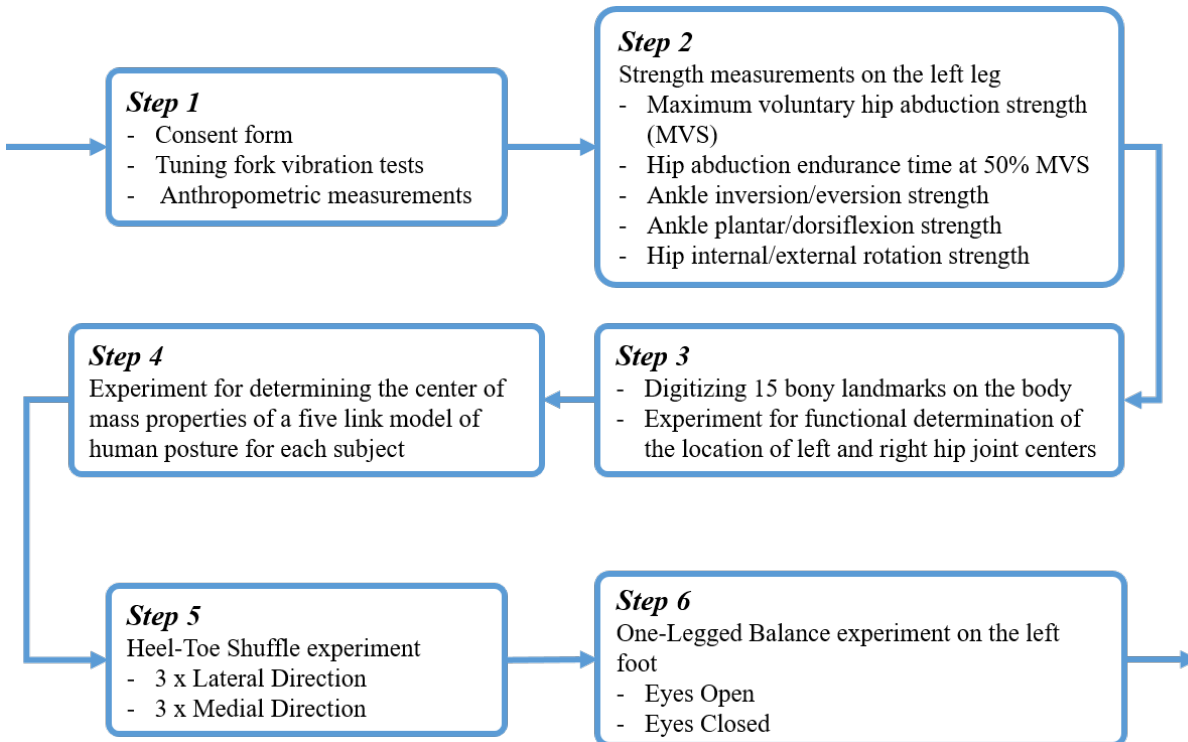 Step 1
- Consent form
- Tuning fork vibration tests
- Anthropometric measurements
Step 2
Strength measurements on the left leg
- Maximum voluntary hip abduction strength
(MVS)
- Hip abduction endurance time at 50% MVS
- Ankle inversion/eversion strength
- Ankle plantar/dorsiflexion strength
- Hip internal/external rotation strength
Step 3
- Digitizing 15 bony landmarks on the body
- Experiment for functional determination of
the location of left and right hip joint centers
Step 4
Experiment for determining the center of
mass properties of a five link model of
human posture for each subject
Step 5
Heel-Toe Shuffle experiment
- 3 x Lateral Direction
- 3 x Medial Direction
Step 6
One-Legged Balance experiment on the left
foot
- Eyes Open
- Eyes Closed